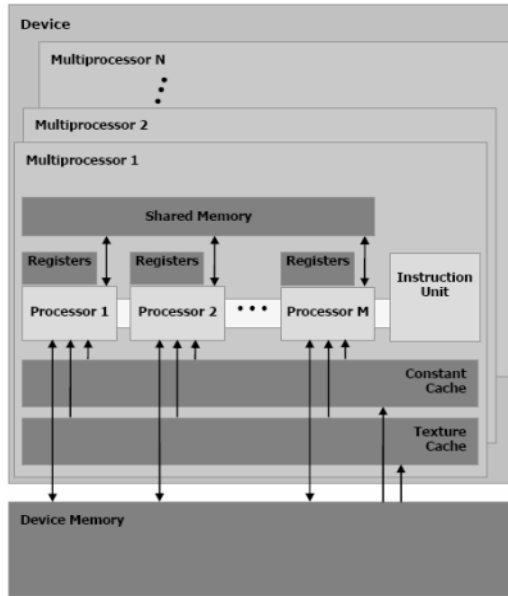 Device
Multiprocessor N
Multiprocessor 2
Multiprocessor 1
Shared Memory
Registers
Registers
Registers
Processor 1
Processor 2
Processor M
Instruction
Unit
Constant
Cache
Texture
Cache
Device Memory